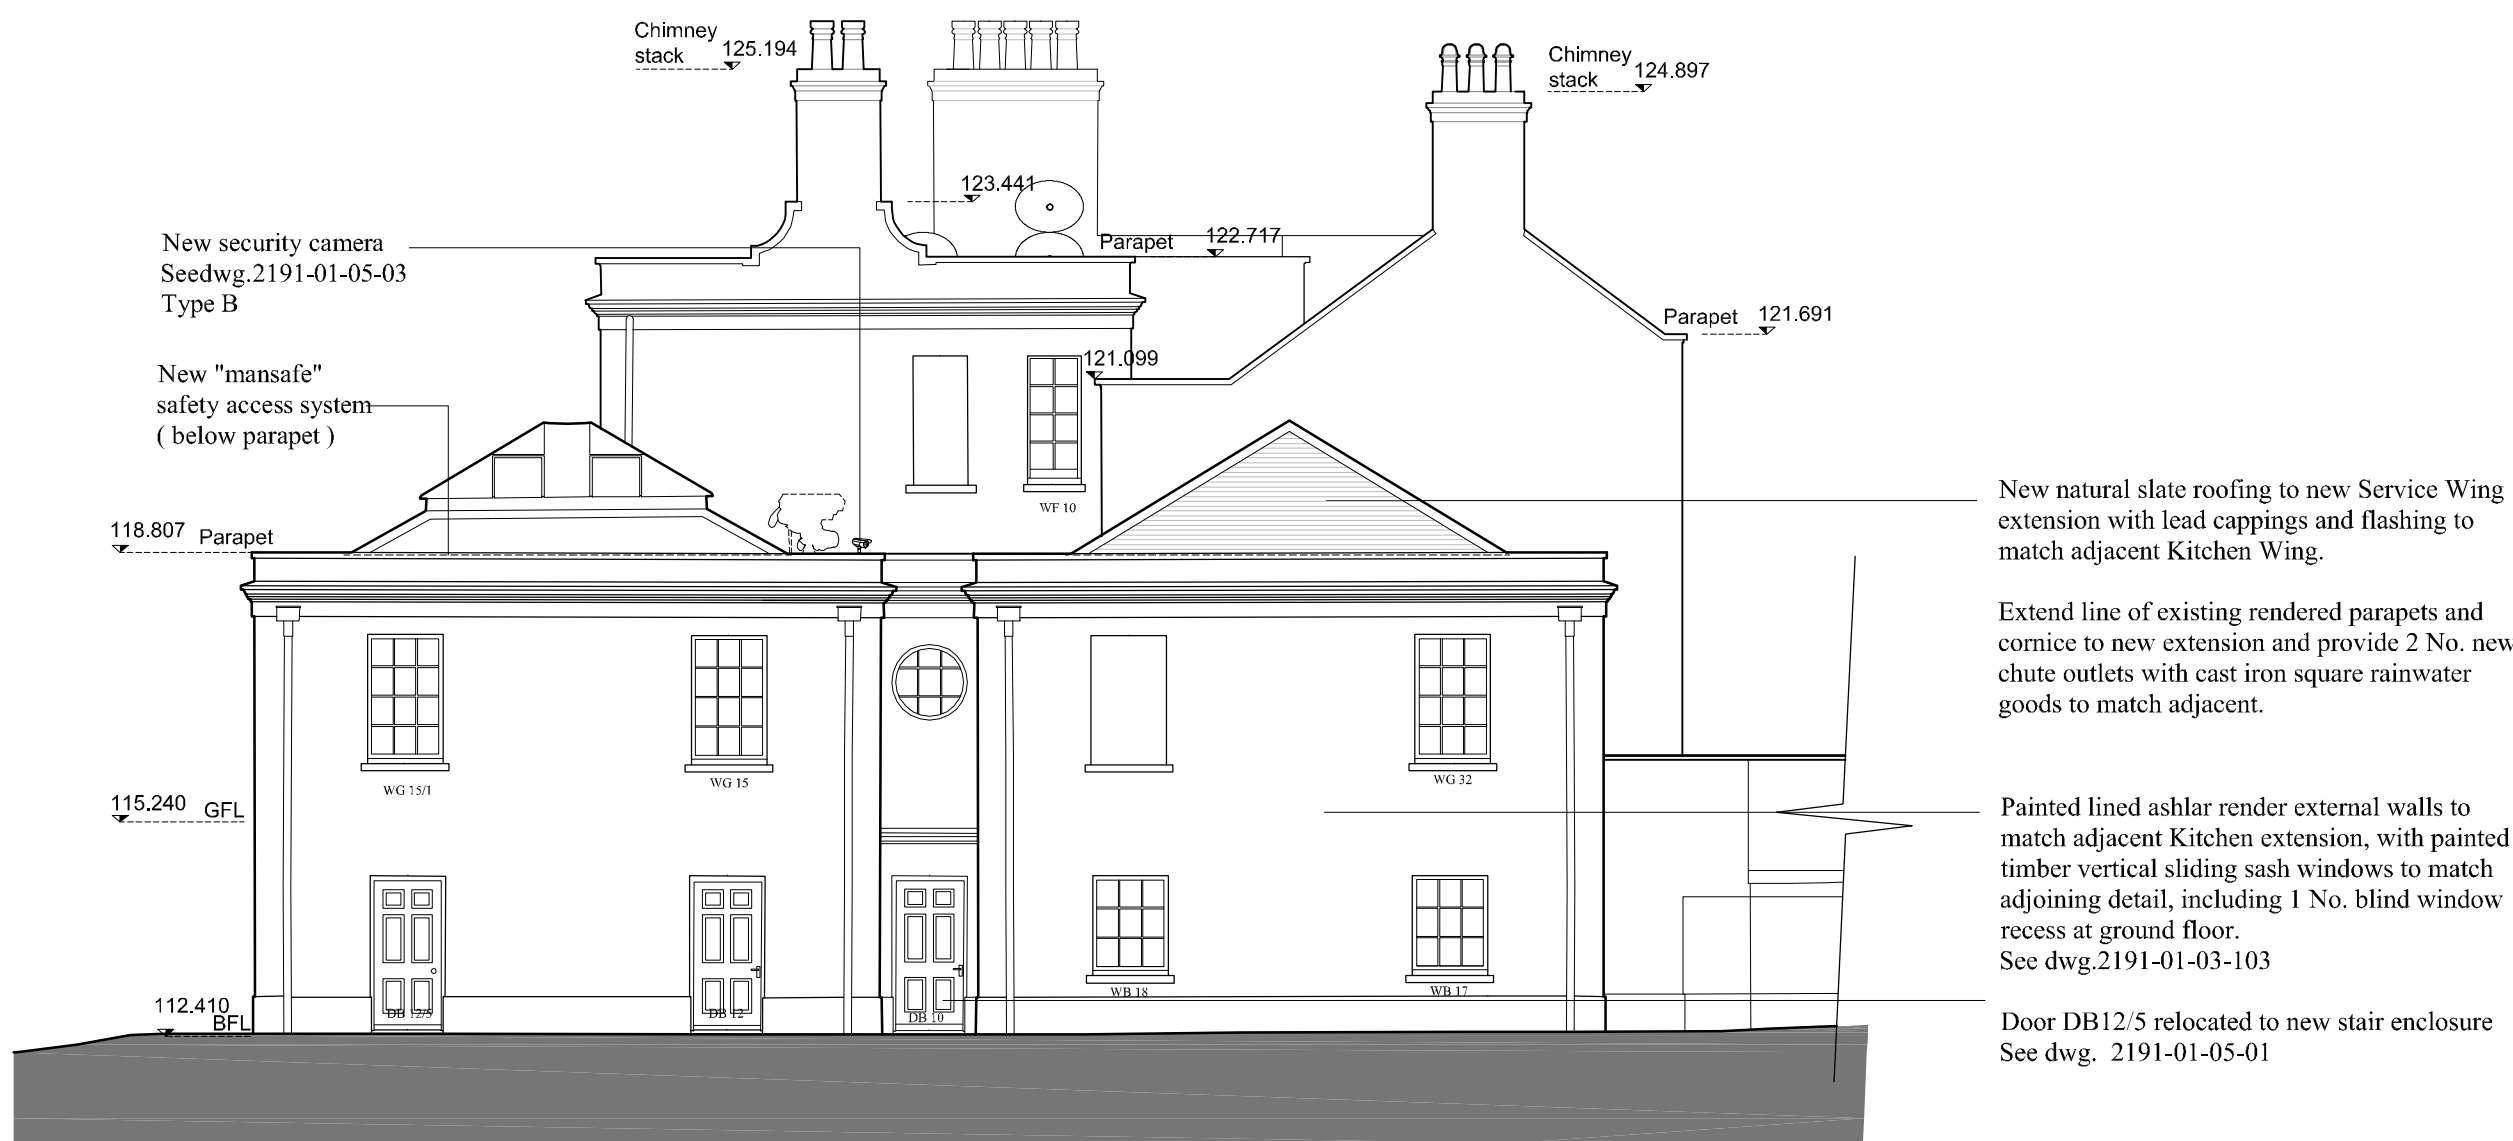 Chimney
stack 125.194
Chimney
stack 124.897
123.441
New security camera
Seedwg.2191-01-05-03
Type B
Parapet 122.717
Parapet 121.691
121.099
New "mansafe"
safety access system
( below parapet )
WF 10
118.807 Parapet
New natural slate roofing to new Service Wing
extension with lead cappings and flashing to
match adjacent Kitchen Wing.
Extend line of existing rendered parapets and
cornice to new extension and provide 2 No. new
chute outlets with cast iron square rainwater
goods to match adjacent.
WG 15/1
WG 15
WG 32
115.240 GFL
Painted lined ashlar render external walls to
match adjacent Kitchen extension, with painted
timber vertical sliding sash windows to match
adjoining detail, including 1 No. blind window
recess at ground floor.
See dwg.2191-01-03-103
WB 18
WB 17
112.410
BFL
DB 12/5
DB 12
DB 10
Door DB12/5 relocated to new stair enclosure
See dwg. 2191-01-05-01